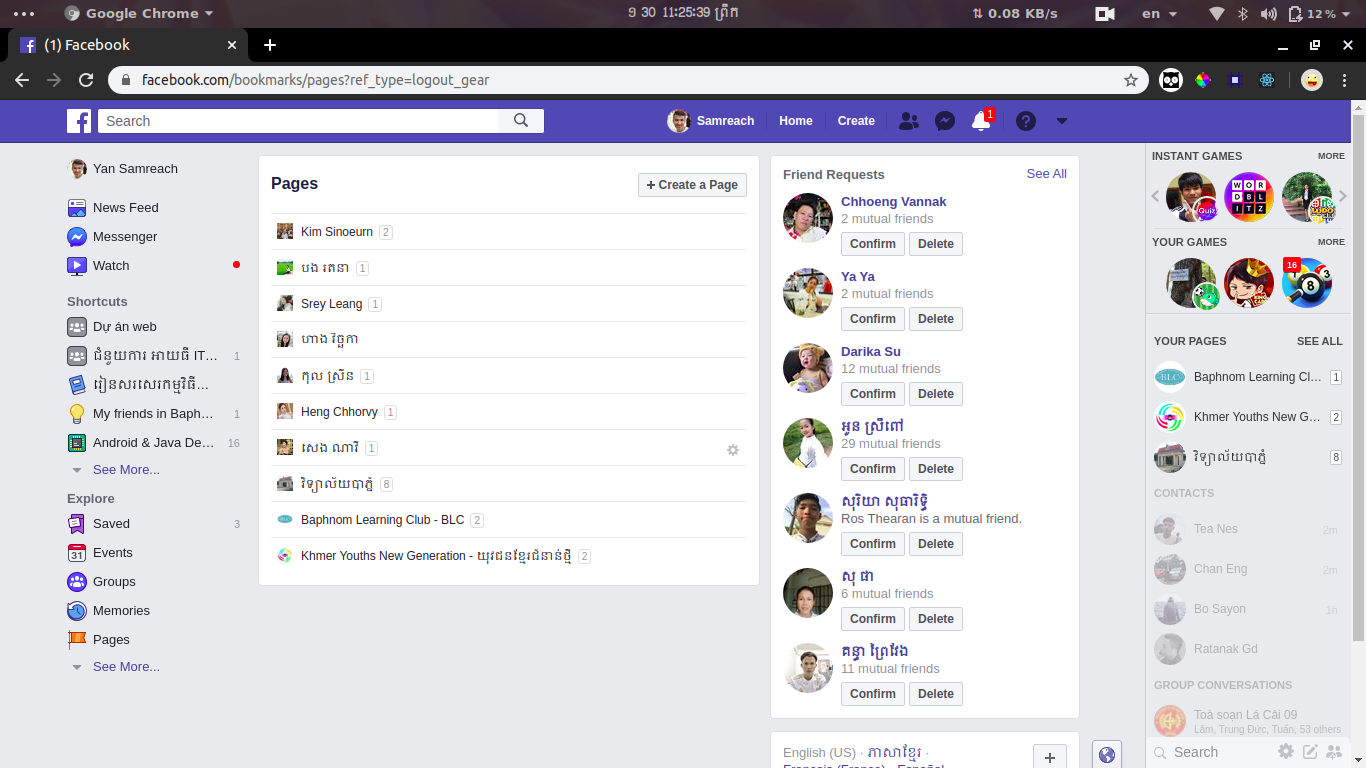 Google Chrome
9 30 11:25:39 ព្រឹក
0.08 KB/s
en
12 %
(1) Facebook
facebook.com/bookmarks/pages?ref_type=logout_gear
Search
Samreach
Home
Create
1
Yan Samreach
News Feed
Messenger
Watch
Shortcuts
Dự án web
ជំនួយការ អាយធី IT... 1
រៀនសរសេរកម្មវិធី...
My friends in Baph... 1
Android & Java De... 16
See More...
Explore
Saved 3
31 Events
Groups
Memories
Pages
See More...
Pages
+ Create a Page
Kim Sinoeurn 2
បង រតនា 1
Srey Leang 1
ហាង វិច្ឆកា
កុល ស្រីន 1
Heng Chhorvy 1
សេង ណាវី 1
វិទ្យាល័យបាភ្នំ 8
Baphnom Learning Club - BLC 2
Khmer Youths New Generation - យុវជនខ្មែរជំនាន់ថ្មី 2
Friend Requests
See All
Chhoeng Vannak
2 mutual friends
Confirm Delete
Ya Ya
2 mutual friends
Confirm Delete
Darika Su
12 mutual friends
Confirm Delete
អូន ស្រីពៅ
29 mutual friends
Confirm Delete
សុរិយា សុធារិទ្ធិ
Ros Thearan is a mutual friend.
Confirm Delete
សុ ផា
6 mutual friends
Confirm Delete
គន្ធា ព្រៃវែង
11 mutual friends
Confirm Delete
English (US) · ភាសាខ្មែរ ·
Français (France) · Español
INSTANT GAMES
MORE
Quiz
WORD
BL
ITZ
LUDO
YOUR GAMES
MORE
16
8
3
YOUR PAGES
SEE ALL
BLC
Baphnom Learning Cl... 1
Khmer Youths New G... 2
វិទ្យាល័យបាភ្នំ 8
CONTACTS
Tea Nes 2m
Chan Eng 2m
Bo Sayon 1h
Ratanak Gd
GROUP CONVERSATIONS
Toà soạn Lá Cải 09
Lâm, Trung Đức, Tuấn, 53 others
Search